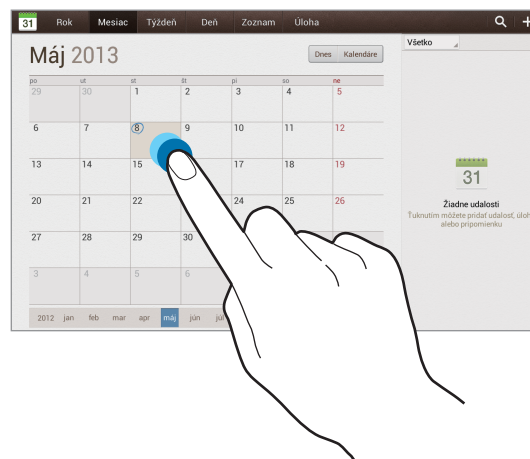 31 Rok Mesiac Týždeň Deň Zoznam Úloha
Všetko
Máj 2013
Dnes Kalendáre
po ut st št pi so ne
29 30 1 2 3 4 5
6 7 8 9 10 11 12
13 14 15 17 18 19
20 21 22 24 25 26
27 28 29 30
3 4 5 6
31
Žiadne udalosti
Ťuknutím môžete pridať udalosť, úloh
alebo pripomienku
2012 jan feb mar apr máj jún júl